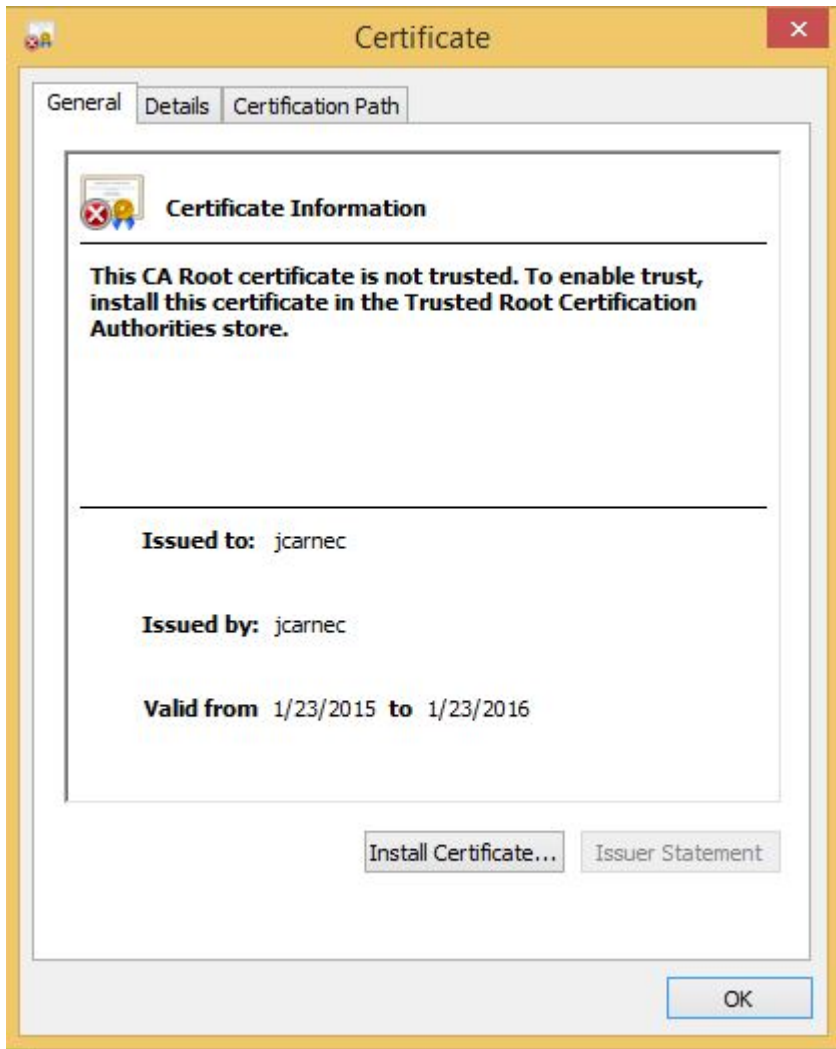 Certificate
General Details Certification Path
Certificate Information
This CA Root certificate is not trusted. To enable trust,
install this certificate in the Trusted Root Certification
Authorities store.
Issued to: jcarnec
Issued by: jcarnec
Valid from 1/23/2015 to 1/23/2016
Install Certificate... Issuer Statement
OK